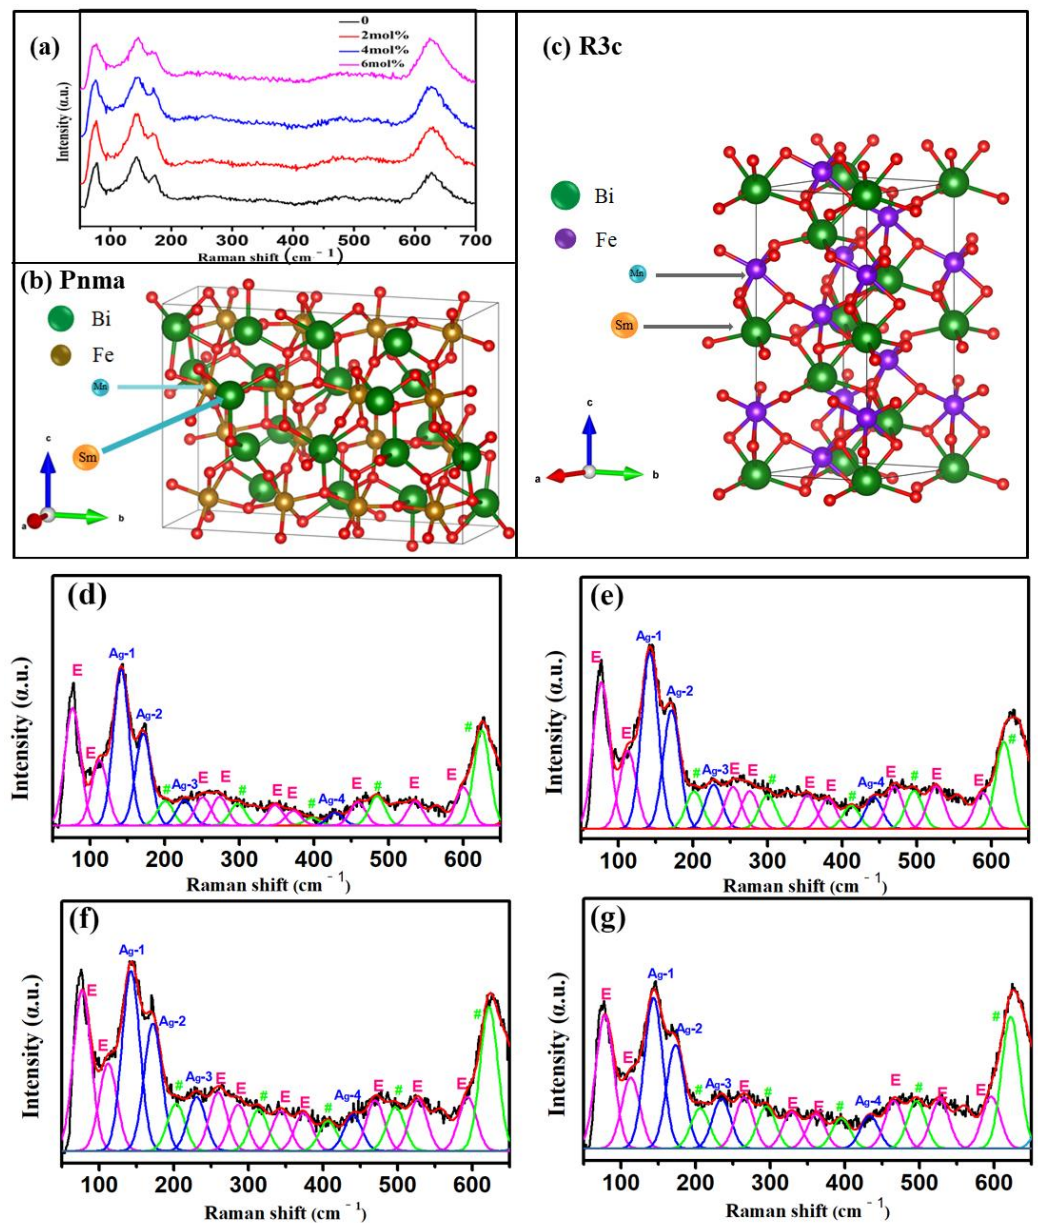 (a)
0
2mol%
4mol%
6mol%
Intensity (α.u.)
100 200 300 400 500 600 700
Raman shift (cm⁻¹)
(b) Pnma
Bi
Fe
Mn
Sm
c
a
b
(c) R3c
Bi
Fe
Mn
Sm
c
a
b
(d)
E E Ag-1 Ag-2 # Ag-3 E E # E E # Ag-4 E # E E #
Intensity (α.u.)
100 200 300 400 500 600
Raman shift (cm⁻¹)
(e)
E E Ag-1 Ag-2 # Ag-3 E E # E E # Ag-4 E # E E #
Intensity (α.u.)
100 200 300 400 500 600
Raman shift (cm⁻¹)
(f)
E E Ag-1 Ag-2 # Ag-3 E E # E E # Ag-4 E # E E #
Intensity (α.u.)
100 200 300 400 500 600
Raman shift (cm⁻¹)
(g)
E E Ag-1 Ag-2 # Ag-3 E # E E # Ag-4 E # E E #
Intensity (α.u.)
100 200 300 400 500 600
Raman shift (cm⁻¹)